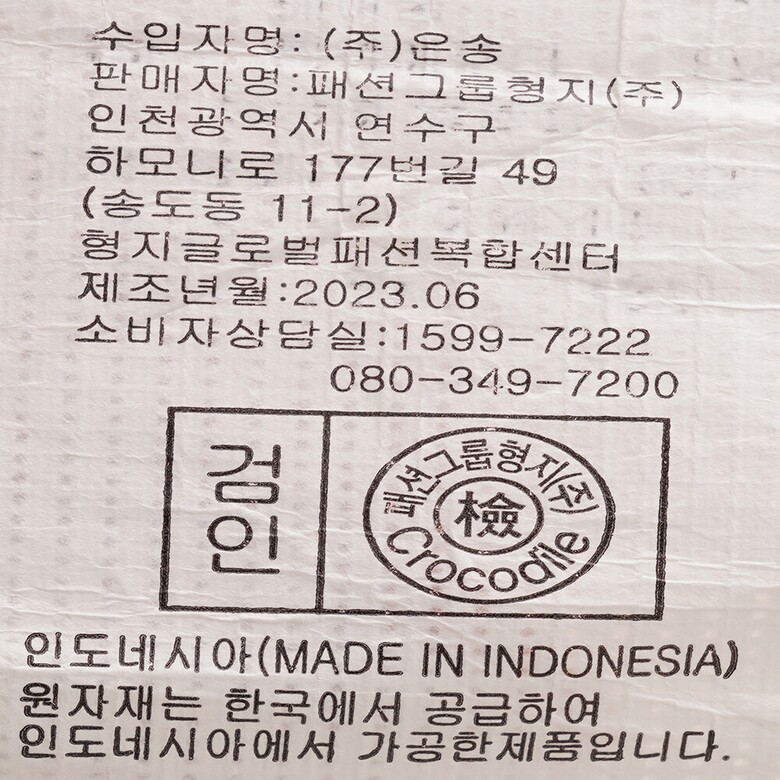 수입자명: (주)은송
판매자명:패션그룹형지(주)
인천광역시 연수구
하모니로 177번길 49
(송도동 11-2)
형지글로벌패션복합센터
제조년월:2023.06
소비자상담실:1599-7222
080-349-7200
검인
패션그룹형지(주)
檢
Crocodile
인도네시아(MADE IN INDONESIA)
원자재는 한국에서 공급하여
인도네시아에서 가공한제품입니다.